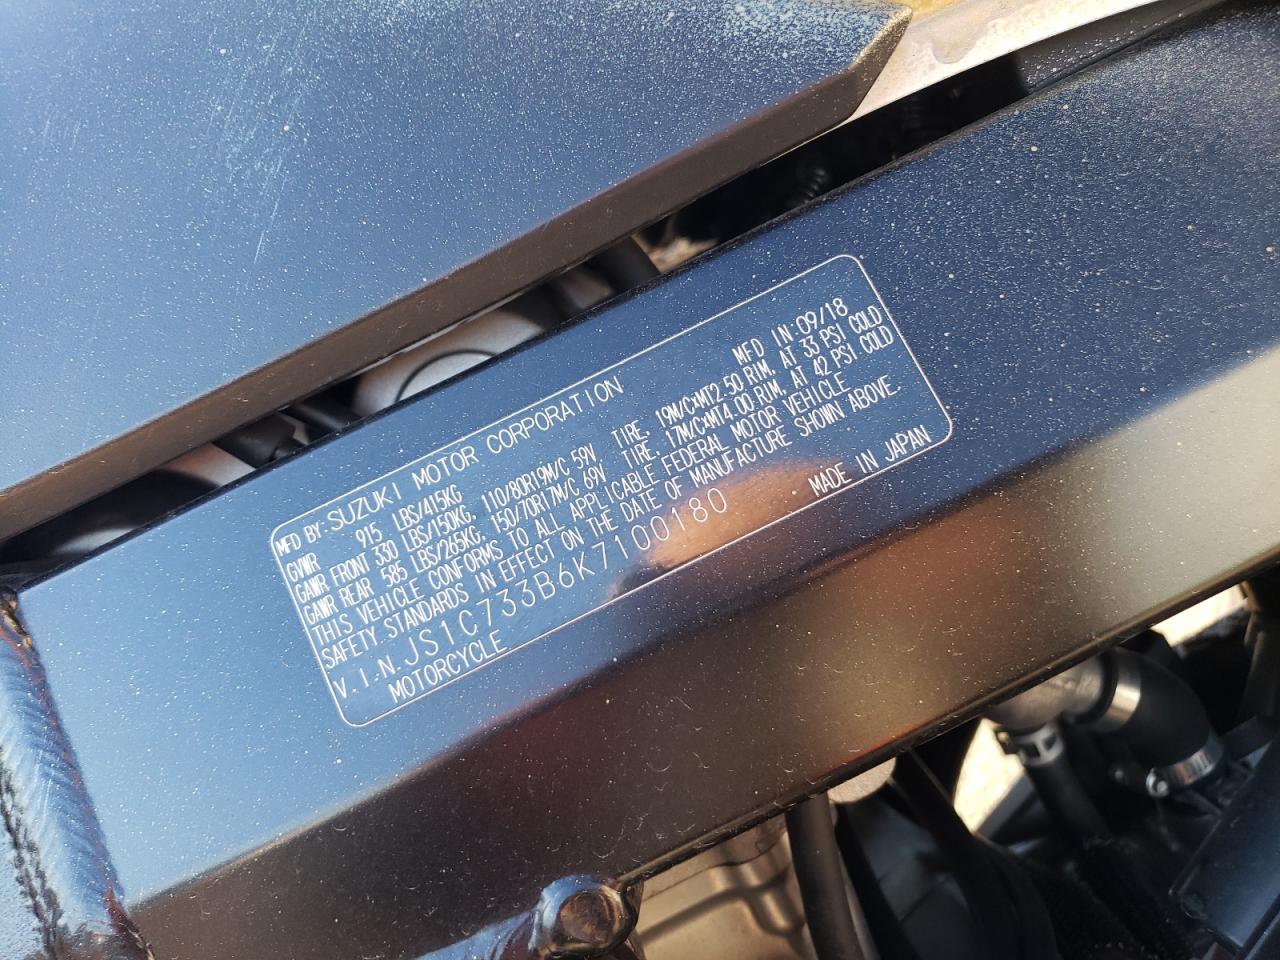 MFD BY:SUZUKI MOTOR CORPORATION MFD IN:09/18
GVWR 915 LBS/415KG
GAWR FRONT 330 LBS/150KG, 110/80R19M/C 59V TIRE, 19M/CxMT2.50 RIM, AT 33 PSI COLD
GAWR REAR 585 LBS/265KG, 150/70R17M/C 69V TIRE, 17M/CxMT4.00 RIM, AT 42 PSI COLD
THIS VEHICLE CONFORMS TO ALL APPLICABLE FEDERAL MOTOR VEHICLE
SAFETY STANDARDS IN EFFECT ON THE DATE OF MANUFACTURE SHOWN ABOVE.
V.I.N.JS1C733B6K7100180
MOTORCYCLE MADE IN JAPAN